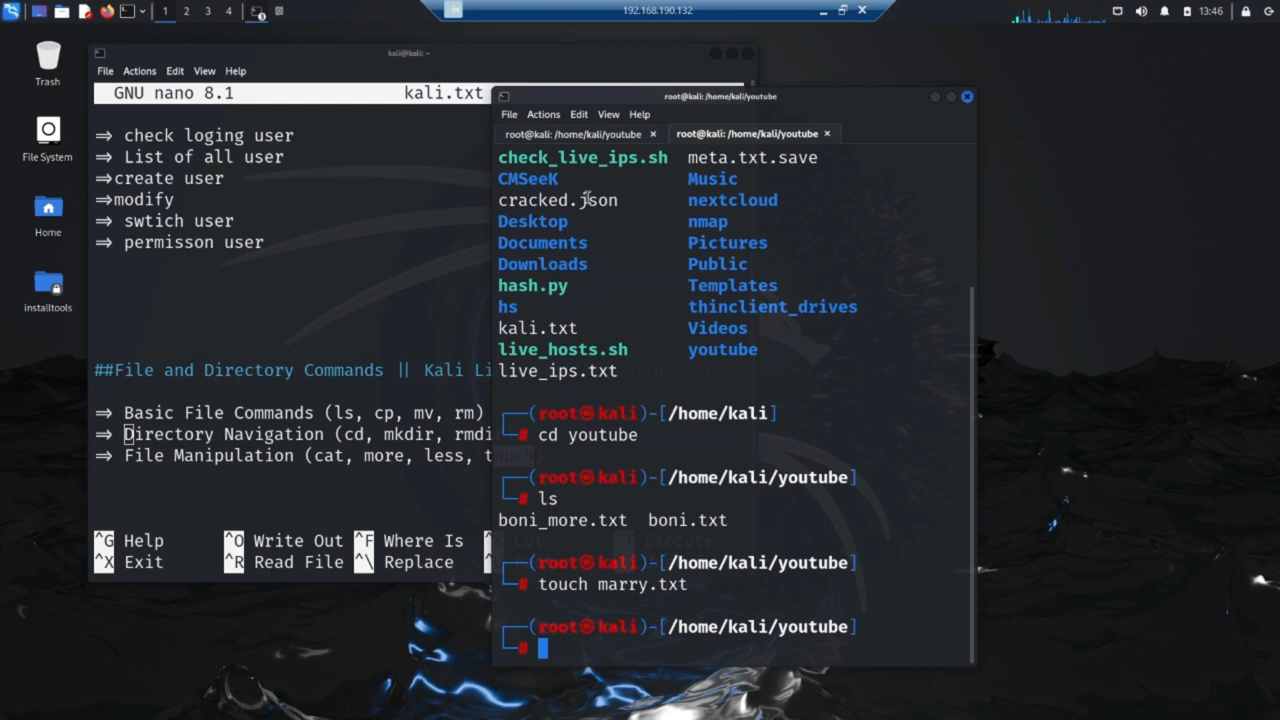 1 2 3 4
192.168.190.132
13:46
Trash
File System
Home
installtools
kali@kali: ~
File Actions Edit View Help
GNU nano 8.1 kali.txt
⇒ check loging user
⇒ List of all user
⇒create user
⇒modify
⇒ swtich user
⇒ permisson user
##File and Directory Commands || Kali Li
⇒ Basic File Commands (ls, cp, mv, rm)
⇒ Directory Navigation (cd, mkdir, rmdi
⇒ File Manipulation (cat, more, less, touch)
^G Help ^O Write Out ^F Where Is Cut Execute
^X Exit ^R Read File ^\ Replace
root@kali: /home/kali/youtube
File Actions Edit View Help
root@kali: /home/kali/youtube × root@kali: /home/kali/youtube ×
check_live_ips.sh meta.txt.save
CMSeeK Music
cracked.json nextcloud
Desktop nmap
Documents Pictures
Downloads Public
hash.py Templates
hs thinclient_drives
kali.txt Videos
live_hosts.sh youtube
live_ips.txt
┌──(root㉿kali)-[/home/kali]
└─# cd youtube
┌──(root㉿kali)-[/home/kali/youtube]
└─# ls
boni_more.txt boni.txt
┌──(root㉿kali)-[/home/kali/youtube]
└─# touch marry.txt
┌──(root㉿kali)-[/home/kali/youtube]
└─#